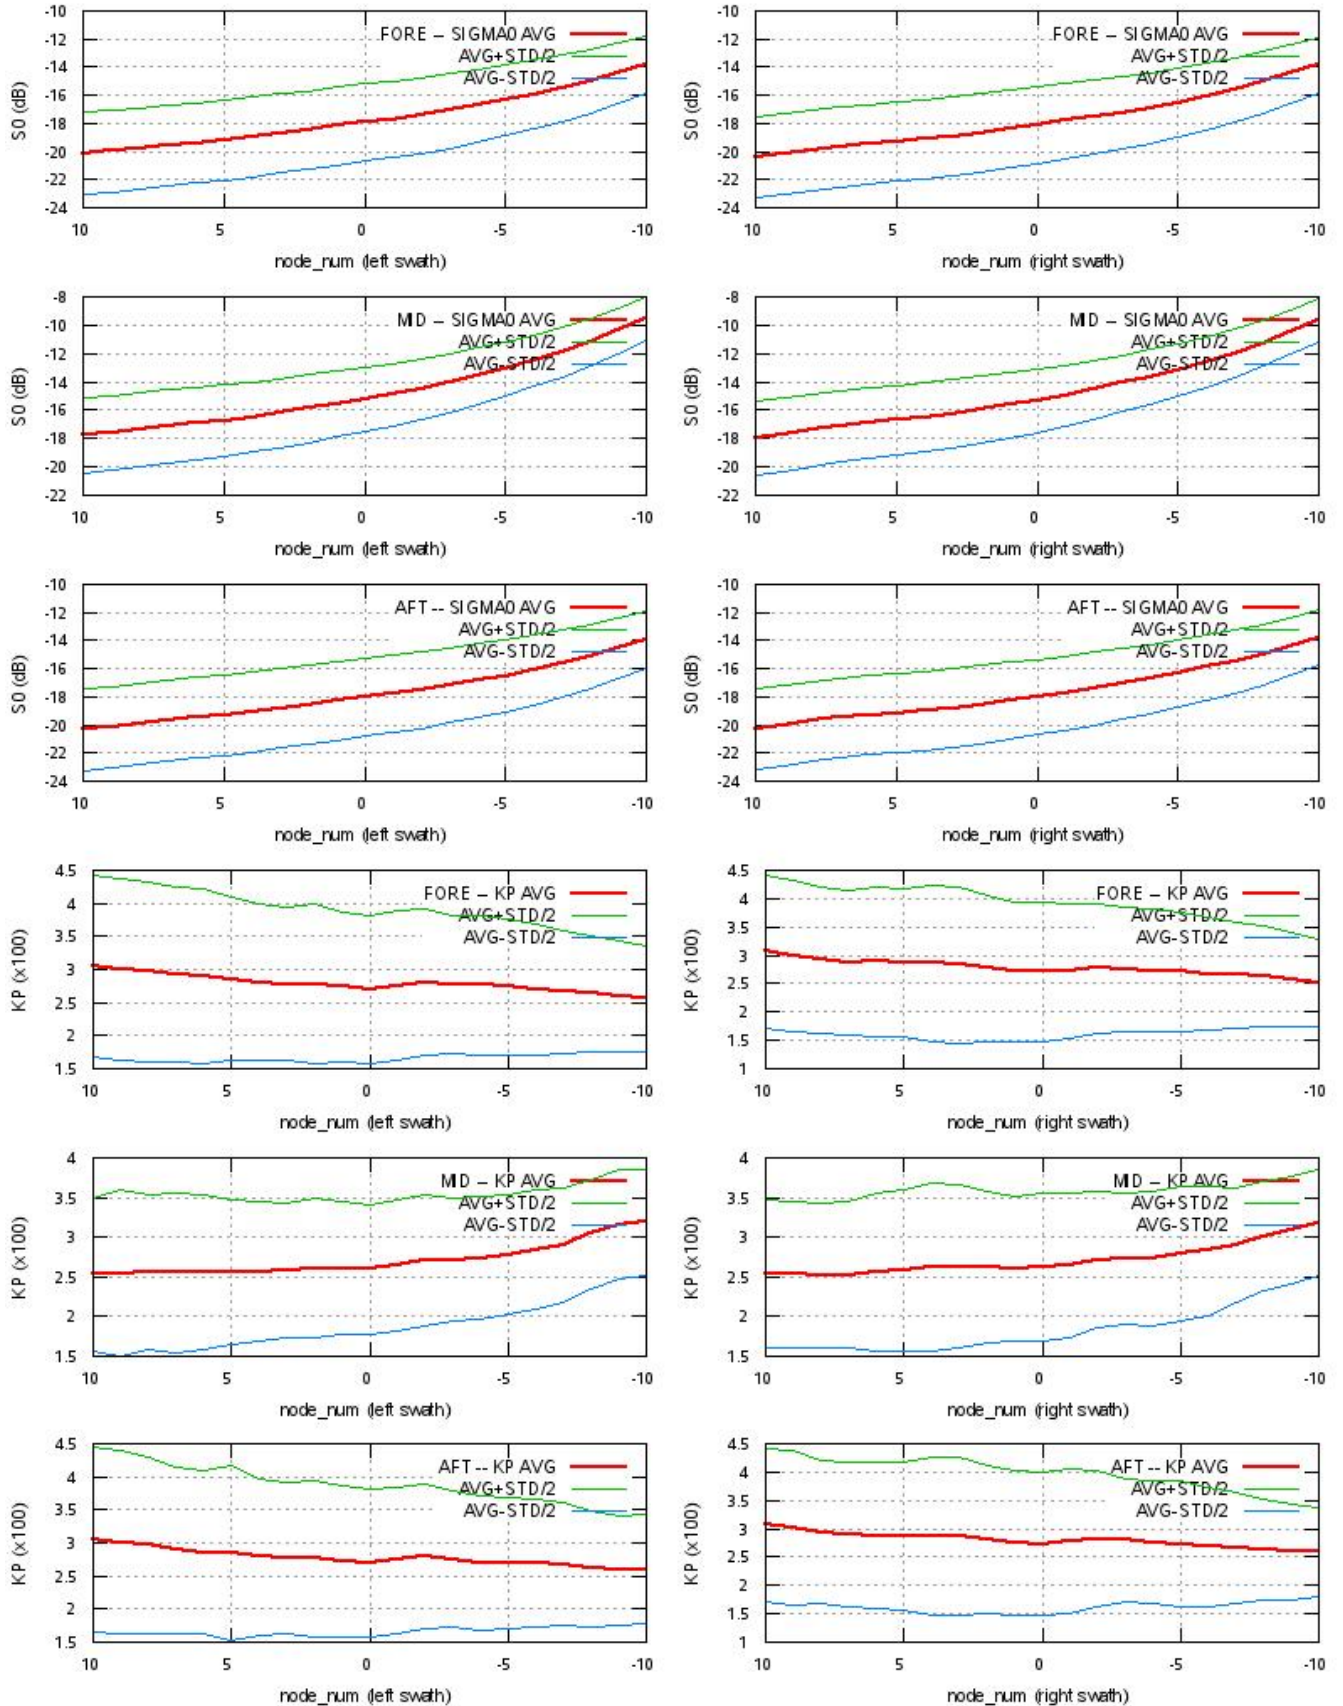 -10
-12
-14
-16
-18
-20
-22
-24
S0 (dB)
FORE – SIGMA0 AVG
AVG+STD/2
AVG-STD/2
10 5 0 -5 -10
node_num (left swath)
-10
-12
-14
-16
-18
-20
-22
-24
S0 (dB)
FORE – SIGMA0 AVG
AVG+STD/2
AVG-STD/2
10 5 0 -5 -10
node_num (right swath)
-8
-10
-12
-14
-16
-18
-20
-22
S0 (dB)
MID – SIGMA0 AVG
AVG+STD/2
AVG-STD/2
10 5 0 -5 -10
node_num (left swath)
-8
-10
-12
-14
-16
-18
-20
-22
S0 (dB)
MID – SIGMA0 AVG
AVG+STD/2
AVG-STD/2
10 5 0 -5 -10
node_num (right swath)
-10
-12
-14
-16
-18
-20
-22
-24
S0 (dB)
AFT -- SIGMA0 AVG
AVG+STD/2
AVG-STD/2
10 5 0 -5 -10
node_num (left swath)
-10
-12
-14
-16
-18
-20
-22
-24
S0 (dB)
AFT -- SIGMA0 AVG
AVG+STD/2
AVG-STD/2
10 5 0 -5 -10
node_num (right swath)
4.5
4
3.5
3
2.5
2
1.5
KP (x100)
FORE – KP AVG
AVG+STD/2
AVG-STD/2
10 5 0 -5 -10
node_num (left swath)
4.5
4
3.5
3
2.5
2
1.5
1
KP (x100)
FORE – KP AVG
AVG+STD/2
AVG-STD/2
10 5 0 -5 -10
node_num (right swath)
4
3.5
3
2.5
2
1.5
KP (x100)
MID – KP AVG
AVG+STD/2
AVG-STD/2
10 5 0 -5 -10
node_num (left swath)
4
3.5
3
2.5
2
1.5
KP (x100)
MID – KP AVG
AVG+STD/2
AVG-STD/2
10 5 0 -5 -10
node_num (right swath)
4.5
4
3.5
3
2.5
2
1.5
KP (x100)
AFT -- KP AVG
AVG+STD/2
AVG-STD/2
10 5 0 -5 -10
node_num (left swath)
4.5
4
3.5
3
2.5
2
1.5
1
KP (x100)
AFT -- KP AVG
AVG+STD/2
AVG-STD/2
10 5 0 -5 -10
node_num (right swath)